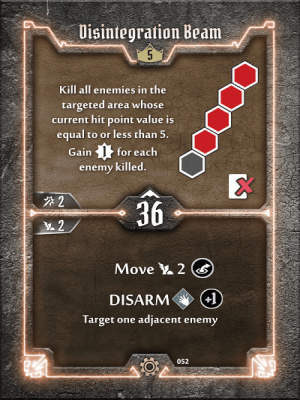 Disintegration Beam
5
Kill all enemies in the
targeted area whose
current hit point value is
equal to or less than 5.
Gain 1 for each
enemy killed.
2
36
2
Move 2
DISARM +1
Target one adjacent enemy
052